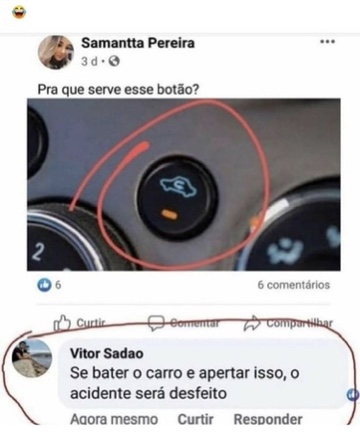 Samantta Pereira
3 d
Pra que serve esse botão?
2
6
6 comentários
Curtir
Comentar
Compartilhar
Vitor Sadao
Se bater o carro e apertar isso, o
acidente será desfeito
Agora mesmo Curtir Responder